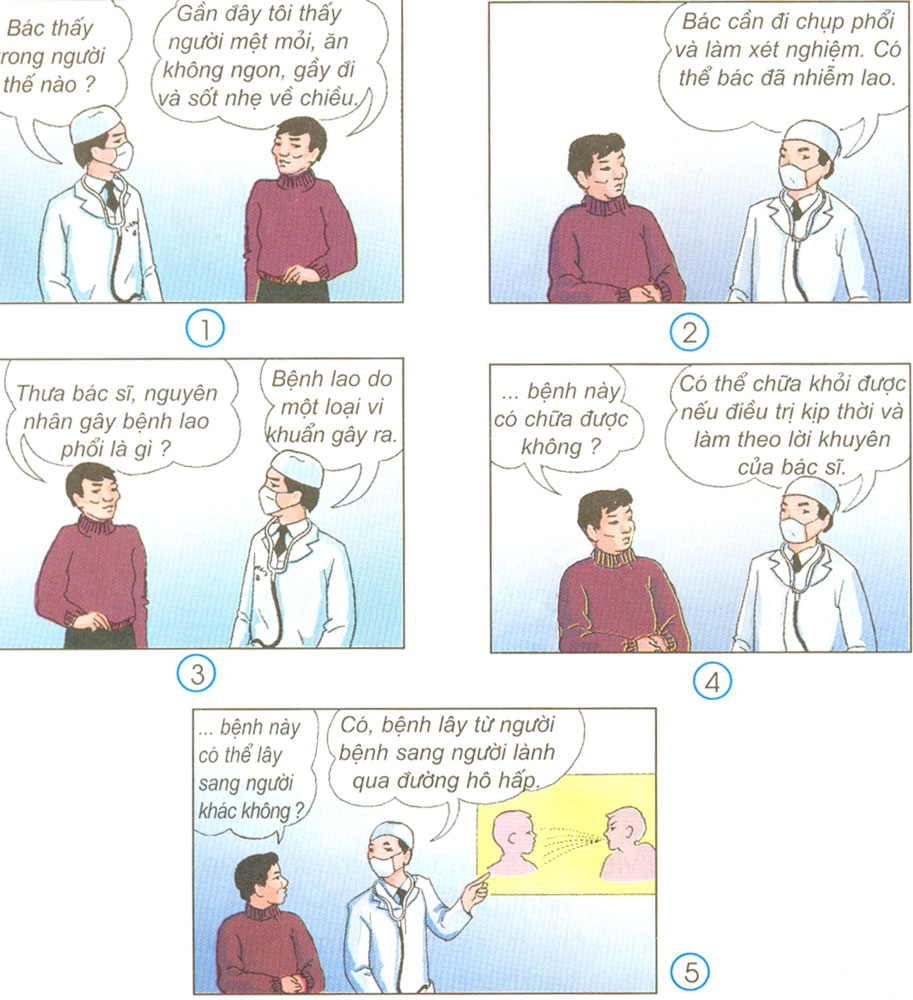 Bác thấy
rong người
thế nào ?
Gần đây tôi thấy
người mệt mỏi, ăn
không ngon, gầy đi
và sốt nhẹ về chiều.
1
Bác cần đi chụp phổi
và làm xét nghiệm. Có
thể bác đã nhiễm lao.
2
Thưa bác sĩ, nguyên
nhân gây bệnh lao
phổi là gì ?
Bệnh lao do
một loại vi
khuẩn gây ra.
3
... bệnh này
có chữa được
không ?
Có thể chữa khỏi được
nếu điều trị kịp thời và
làm theo lời khuyên
của bác sĩ.
4
... bệnh này
có thể lây
sang người
khác không ?
Có, bệnh lây từ người
bệnh sang người lành
qua đường hô hấp.
5